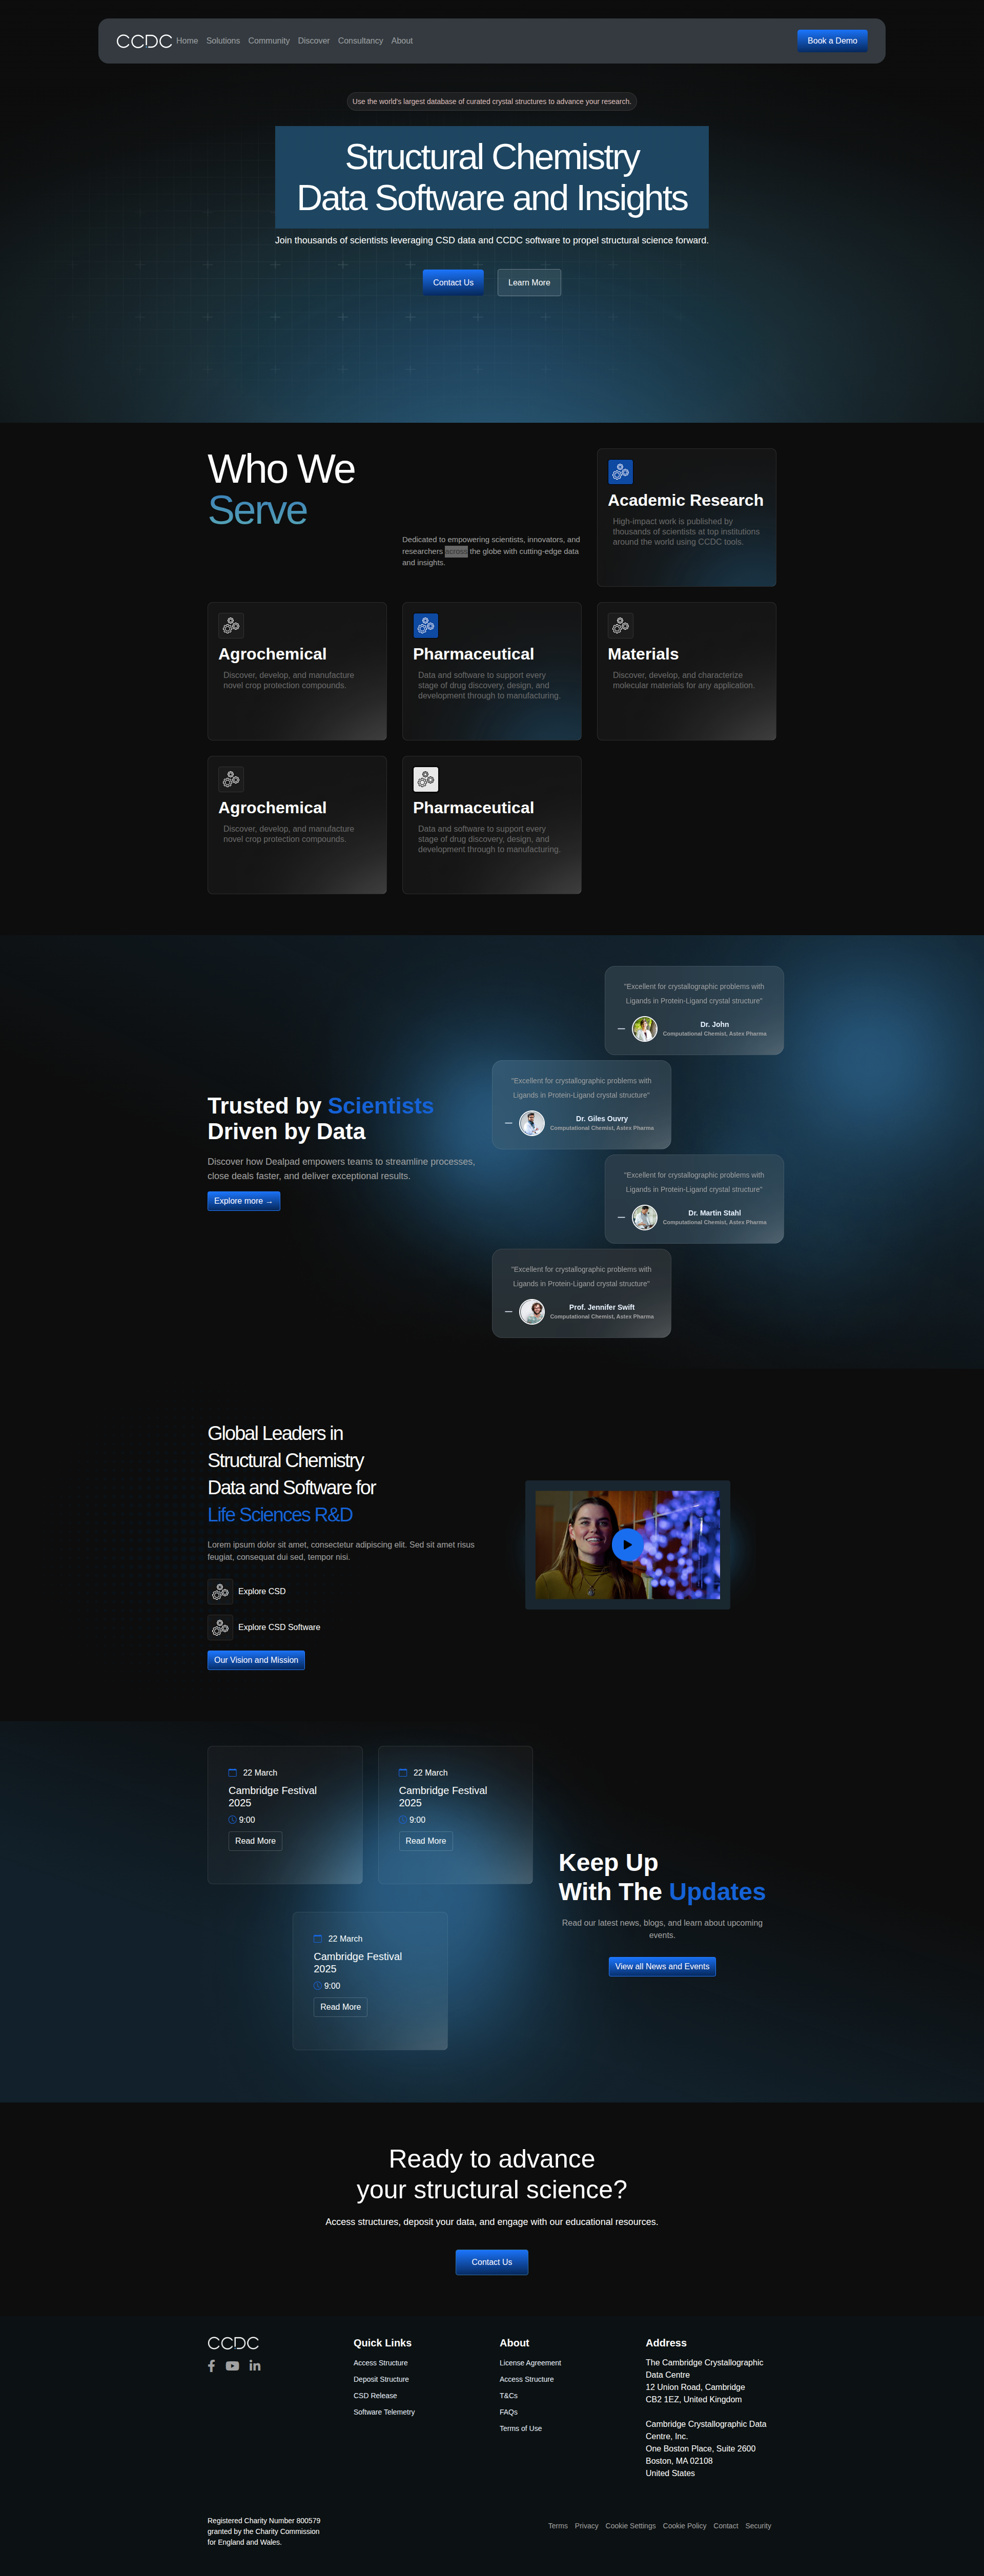 CCDC Home Solutions Community Discover Consultancy About Book a Demo
Use the world's largest database of curated crystal structures to advance your research.
Structural Chemistry
Data Software and Insights
Join thousands of scientists leveraging CSD data and CCDC software to propel structural science forward.
Contact Us Learn More
Who We
Serve
Dedicated to empowering scientists, innovators, and
researchers across the globe with cutting-edge data
and insights.
Academic Research
High-impact work is published by
thousands of scientists at top institutions
around the world using CCDC tools.
Agrochemical
Discover, develop, and manufacture
novel crop protection compounds.
Pharmaceutical
Data and software to support every
stage of drug discovery, design, and
development through to manufacturing.
Materials
Discover, develop, and characterize
molecular materials for any application.
Agrochemical
Discover, develop, and manufacture
novel crop protection compounds.
Pharmaceutical
Data and software to support every
stage of drug discovery, design, and
development through to manufacturing.
Trusted by Scientists
Driven by Data
Discover how Dealpad empowers teams to streamline processes,
close deals faster, and deliver exceptional results.
Explore more →
"Excellent for crystallographic problems with
Ligands in Protein-Ligand crystal structure"
Dr. John
Computational Chemist, Astex Pharma
"Excellent for crystallographic problems with
Ligands in Protein-Ligand crystal structure"
Dr. Giles Ouvry
Computational Chemist, Astex Pharma
"Excellent for crystallographic problems with
Ligands in Protein-Ligand crystal structure"
Dr. Martin Stahl
Computational Chemist, Astex Pharma
"Excellent for crystallographic problems with
Ligands in Protein-Ligand crystal structure"
Prof. Jennifer Swift
Computational Chemist, Astex Pharma
Global Leaders in
Structural Chemistry
Data and Software for
Life Sciences R&D
Lorem ipsum dolor sit amet, consectetur adipiscing elit. Sed sit amet risus
feugiat, consequat dui sed, tempor nisi.
Explore CSD
Explore CSD Software
Our Vision and Mission
22 March
Cambridge Festival
2025
9:00
Read More
22 March
Cambridge Festival
2025
9:00
Read More
22 March
Cambridge Festival
2025
9:00
Read More
Keep Up
With The Updates
Read our latest news, blogs, and learn about upcoming
events.
View all News and Events
Ready to advance
your structural science?
Access structures, deposit your data, and engage with our educational resources.
Contact Us
CCDC
Quick Links
Access Structure
Deposit Structure
CSD Release
Software Telemetry
About
License Agreement
Access Structure
T&Cs
FAQs
Terms of Use
Address
The Cambridge Crystallographic
Data Centre
12 Union Road, Cambridge
CB2 1EZ, United Kingdom
Cambridge Crystallographic Data
Centre, Inc.
One Boston Place, Suite 2600
Boston, MA 02108
United States
Registered Charity Number 800579
granted by the Charity Commission
for England and Wales.
Terms Privacy Cookie Settings Cookie Policy Contact Security